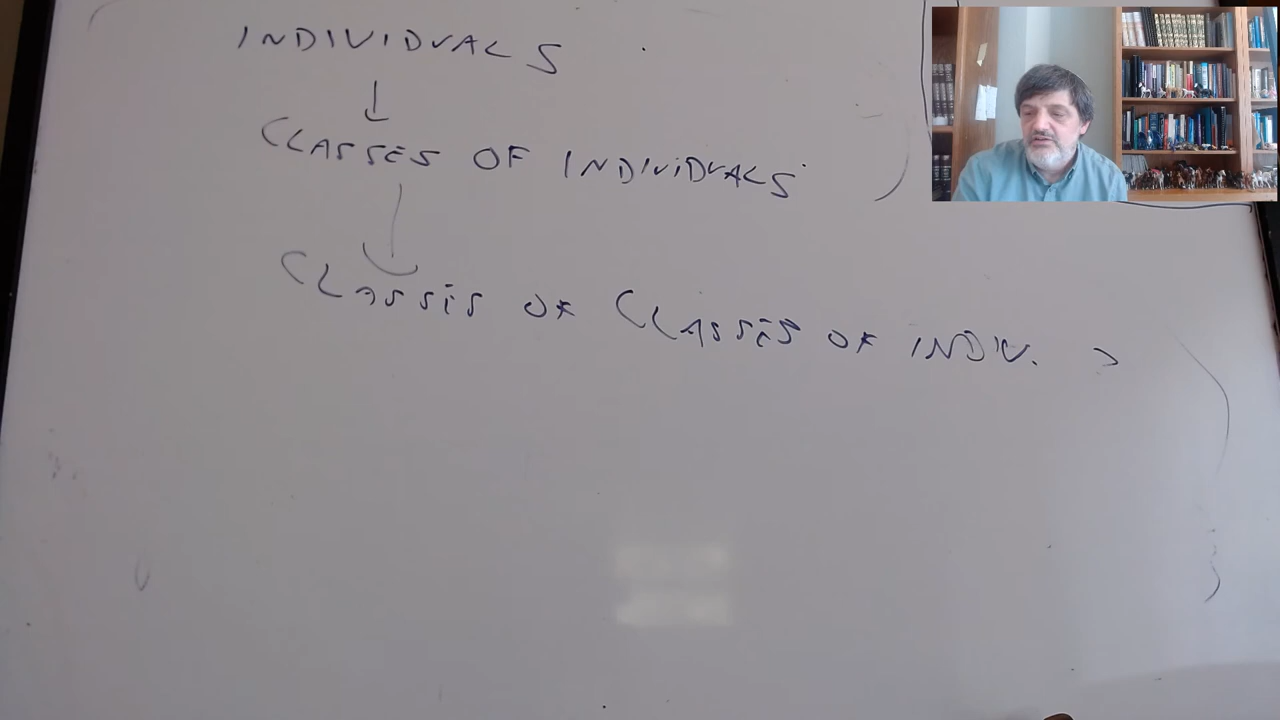 INDIVIDUALS
CLASSES OF INDIVIDUALS
CLASSES OF CLASSES OF INDIV.